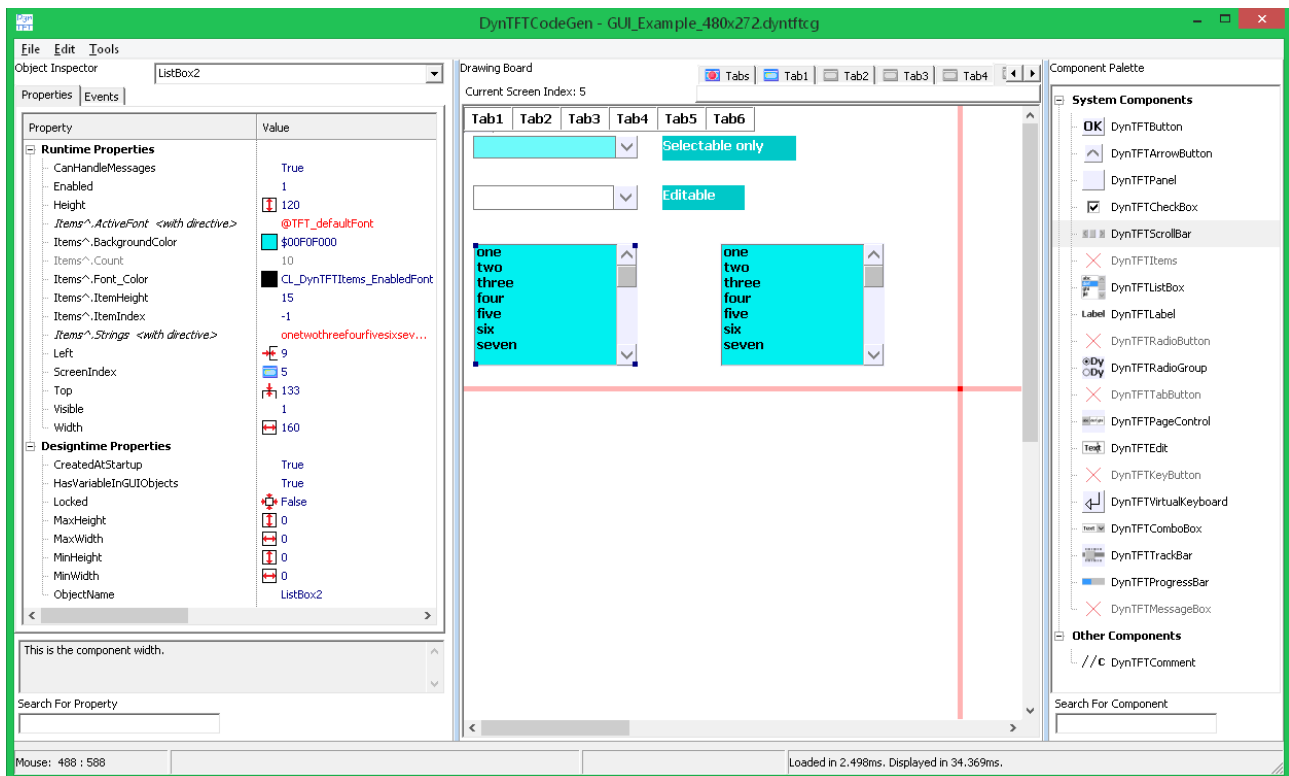 DynTFTCodeGen - GUI_Example_480x272.dyntftcg
File Edit Tools
Object Inspector
ListBox2
Properties Events
Property Value
Runtime Properties
CanHandleMessages True
Enabled 1
Height 120
Items^.ActiveFont <with directive> @TFT_defaultFont
Items^.BackgroundColor $00F0F000
Items^.Count 10
Items^.Font_Color CL_DynTFTItems_EnabledFont
Items^.ItemHeight 15
Items^.ItemIndex -1
Items^.Strings <with directive> onetwothreefourfivesixsev...
Left 9
ScreenIndex 5
Top 133
Visible 1
Width 160
Designtime Properties
CreatedAtStartup True
HasVariableInGUIObjects True
Locked False
MaxHeight 0
MaxWidth 0
MinHeight 0
MinWidth 0
ObjectName ListBox2
This is the component width.
Search For Property
Drawing Board
Tabs Tab1 Tab2 Tab3 Tab4
Current Screen Index: 5
Tab1 Tab2 Tab3 Tab4 Tab5 Tab6
Selectable only
Editable
one
two
three
four
five
six
seven
one
two
three
four
five
six
seven
Component Palette
System Components
OK DynTFTButton
DynTFTArrowButton
DynTFTPanel
DynTFTCheckBox
DynTFTScrollBar
DynTFTItems
DynTFTListBox
Label DynTFTLabel
DynTFTRadioButton
Dy
Dy DynTFTRadioGroup
DynTFTTabButton
DynTFTPageControl
Text DynTFTEdit
DynTFTKeyButton
DynTFTVirtualKeyboard
Text DynTFTComboBox
DynTFTTrackBar
DynTFTProgressBar
DynTFTMessageBox
Other Components
//C DynTFTComment
Search For Component
Mouse: 488 : 588
Loaded in 2.498ms. Displayed in 34.369ms.